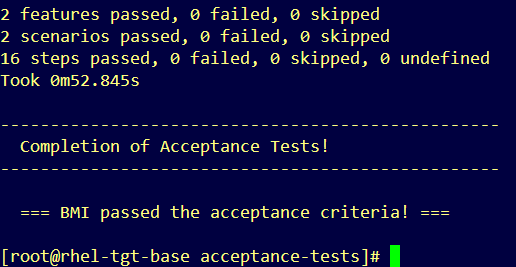 2 features passed, 0 failed, 0 skipped
2 scenarios passed, 0 failed, 0 skipped
16 steps passed, 0 failed, 0 skipped, 0 undefined
Took 0m52.845s
--------------------------------------------------
Completion of Acceptance Tests!
--------------------------------------------------
=== BMI passed the acceptance criteria! ===
[root@rhel-tgt-base acceptance-tests]#